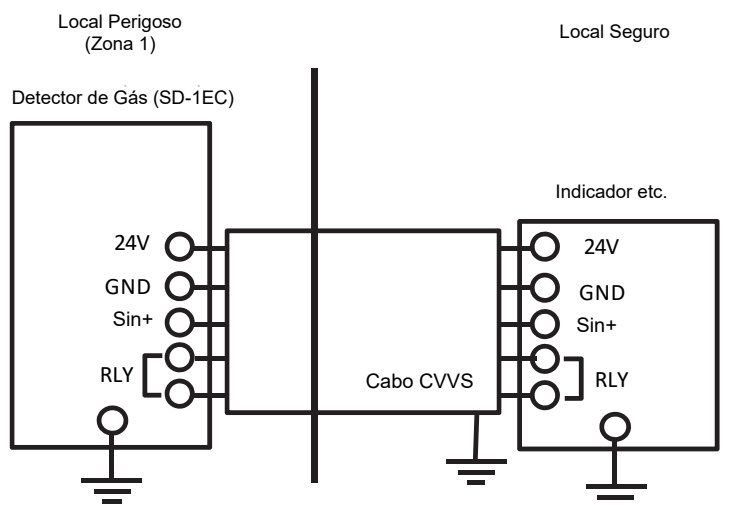 Local Perigoso
(Zona 1)
Local Seguro
Detector de Gás (SD-1EC)
Indicador etc.
24V
GND
Sin+
RLY
Cabo CVVS
24V
GND
Sin+
RLY